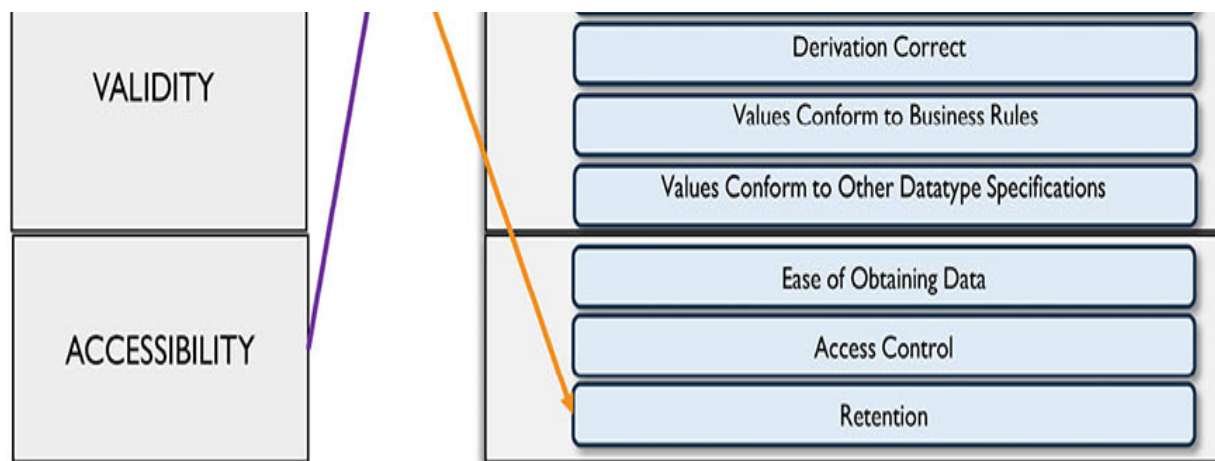 VALIDITY
Derivation Correct
Values Conform to Business Rules
Values Conform to Other Datatype Specifications
ACCESSIBILITY
Ease of Obtaining Data
Access Control
Retention